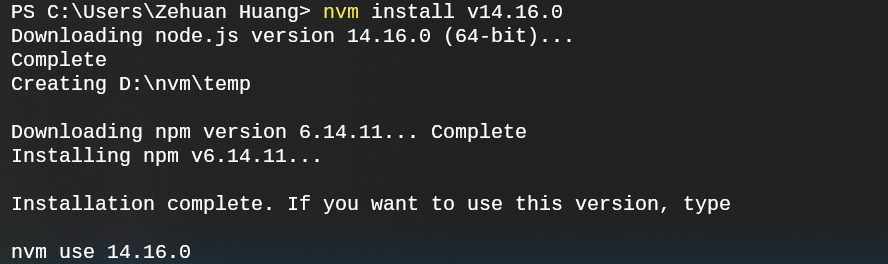 PS C:\Users\Zehuan Huang> nvm install v14.16.0
Downloading node.js version 14.16.0 (64-bit)...
Complete
Creating D:\nvm\temp
Downloading npm version 6.14.11... Complete
Installing npm v6.14.11...
Installation complete. If you want to use this version, type
nvm use 14.16.0